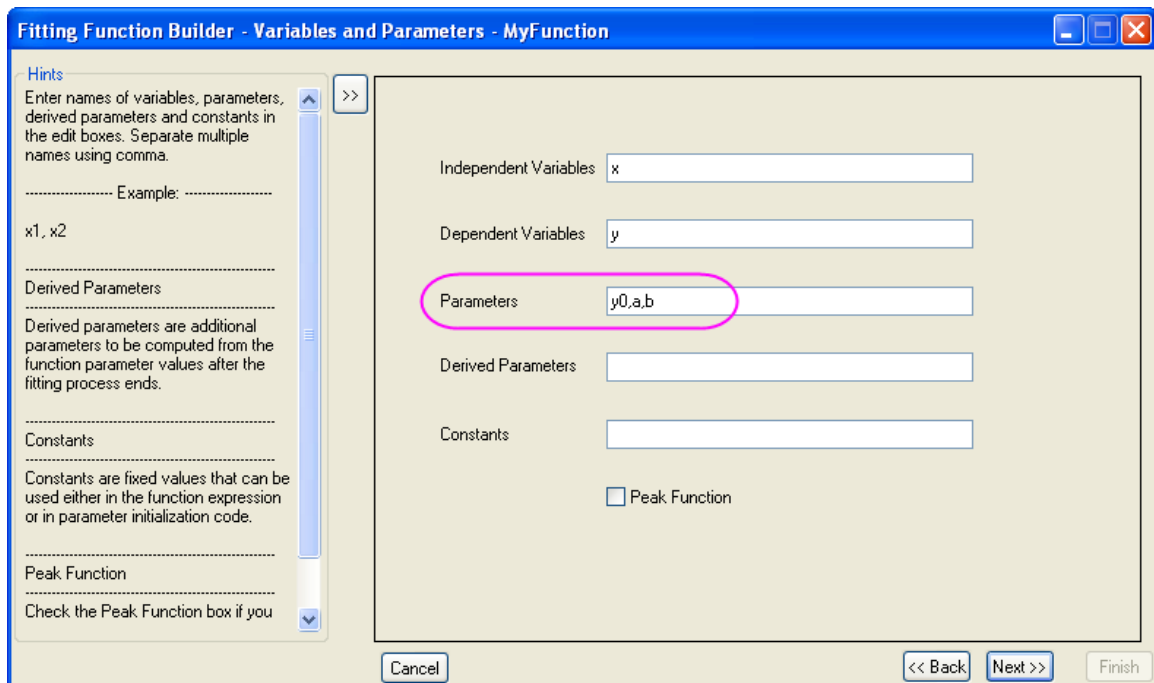 Fitting Function Builder - Variables and Parameters - MyFunction
Hints
Enter names of variables, parameters,
derived parameters and constants in
the edit boxes. Separate multiple
names using comma.
-------------------- Example: --------------------
x1, x2
----------------------------------------------------------
Derived Parameters
----------------------------------------------------------
Derived parameters are additional
parameters to be computed from the
function parameter values after the
fitting process ends.
----------------------------------------------------------
Constants
----------------------------------------------------------
Constants are fixed values that can be
used either in the function expression
or in parameter initialization code.
----------------------------------------------------------
Peak Function
----------------------------------------------------------
Check the Peak Function box if you
>>
Independent Variables x
Dependent Variables y
Parameters y0,a,b
Derived Parameters
Constants
Peak Function
Cancel << Back Next >> Finish